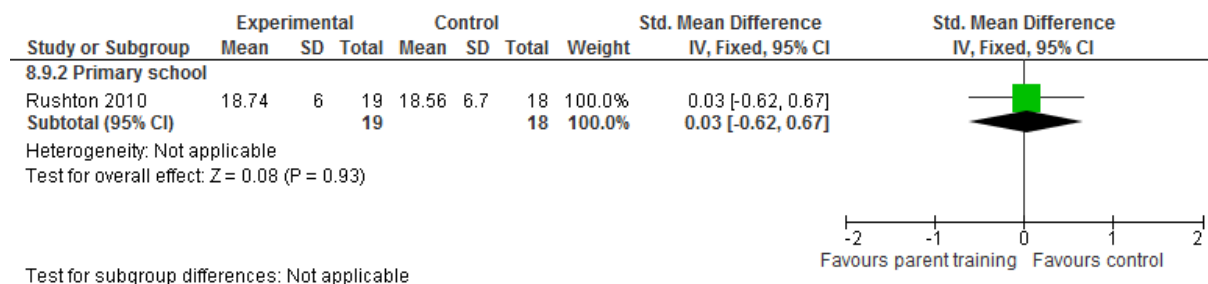 Experimental Control Std. Mean Difference Std. Mean Difference
Study or Subgroup Mean SD Total Mean SD Total Weight IV, Fixed, 95% CI IV, Fixed, 95% CI
8.9.2 Primary school
Rushton 2010 18.74 6 19 18.56 6.7 18 100.0% 0.03 [-0.62, 0.67]
Subtotal (95% CI) 19 18 100.0% 0.03 [-0.62, 0.67]
Heterogeneity: Not applicable
Test for overall effect: Z = 0.08 (P = 0.93)
-2 -1 0 1 2
Favours parent training Favours control
Test for subgroup differences: Not applicable